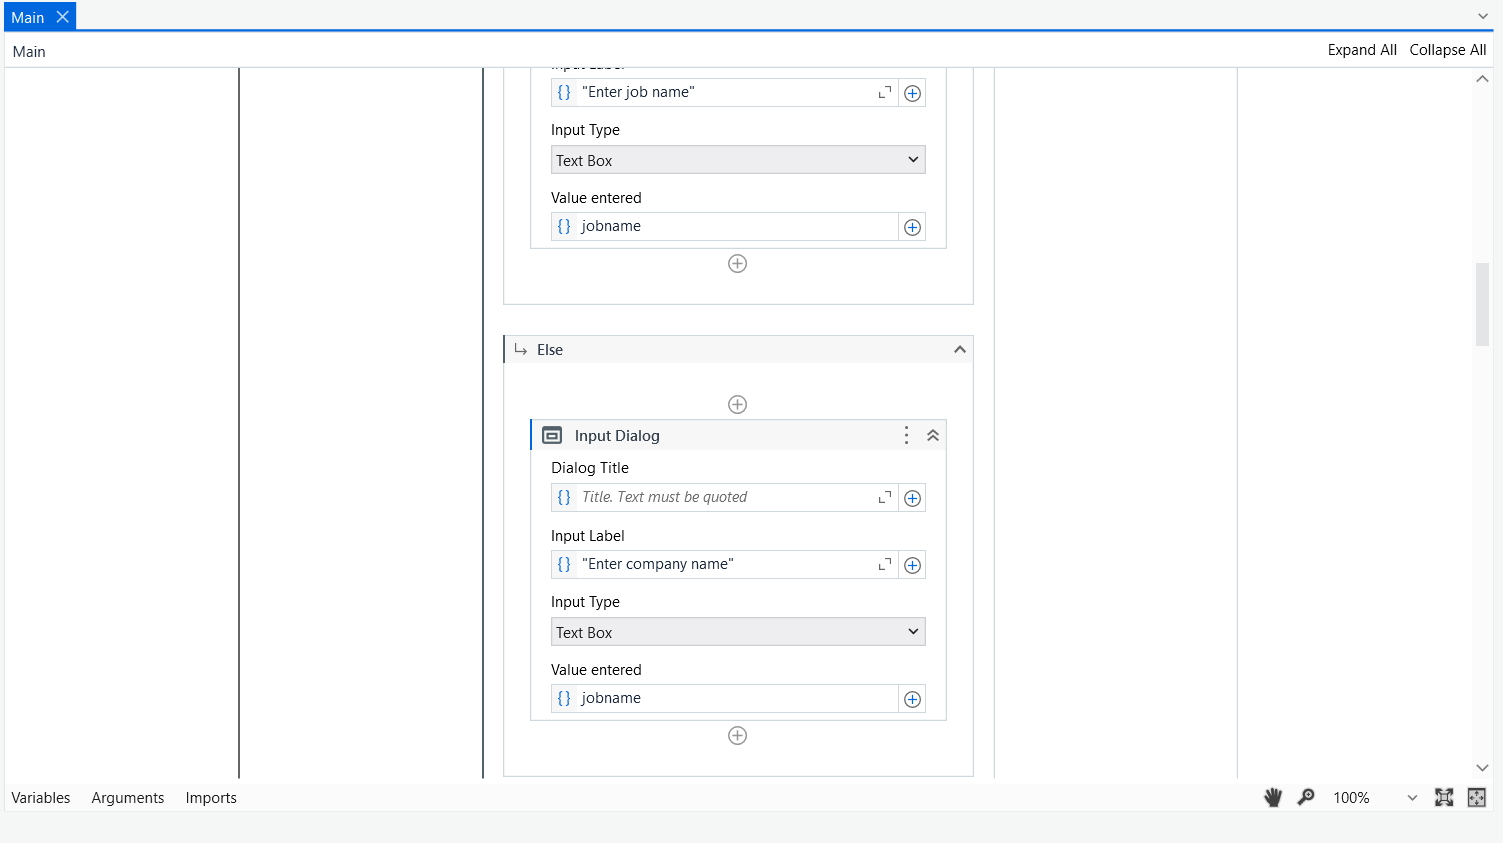 Main
Main
Expand All Collapse All
Input Label
{} "Enter job name"
Input Type
Text Box
Value entered
{} jobname
Else
Input Dialog
Dialog Title
{} Title. Text must be quoted
Input Label
{} "Enter company name"
Input Type
Text Box
Value entered
{} jobname
Variables Arguments Imports
100%